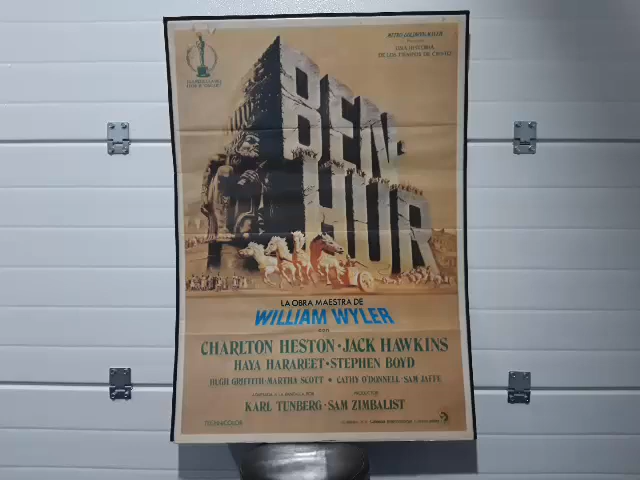 METRO-GOLDWYN-MAYER
UNA HISTORIA
DE LOS TIEMPOS DE CRISTO
BEN-
HUR
LA OBRA MAESTRA DE
WILLIAM WYLER
con
CHARLTON HESTON · JACK HAWKINS
HAYA HARAREET · STEPHEN BOYD
HUGH GRIFFITH · MARTHA SCOTT • CATHY O'DONNELL SAM JAFFE
PRODUCTOR
KARL TUNBERG · SAM ZIMBALIST
TECHNICOLOR